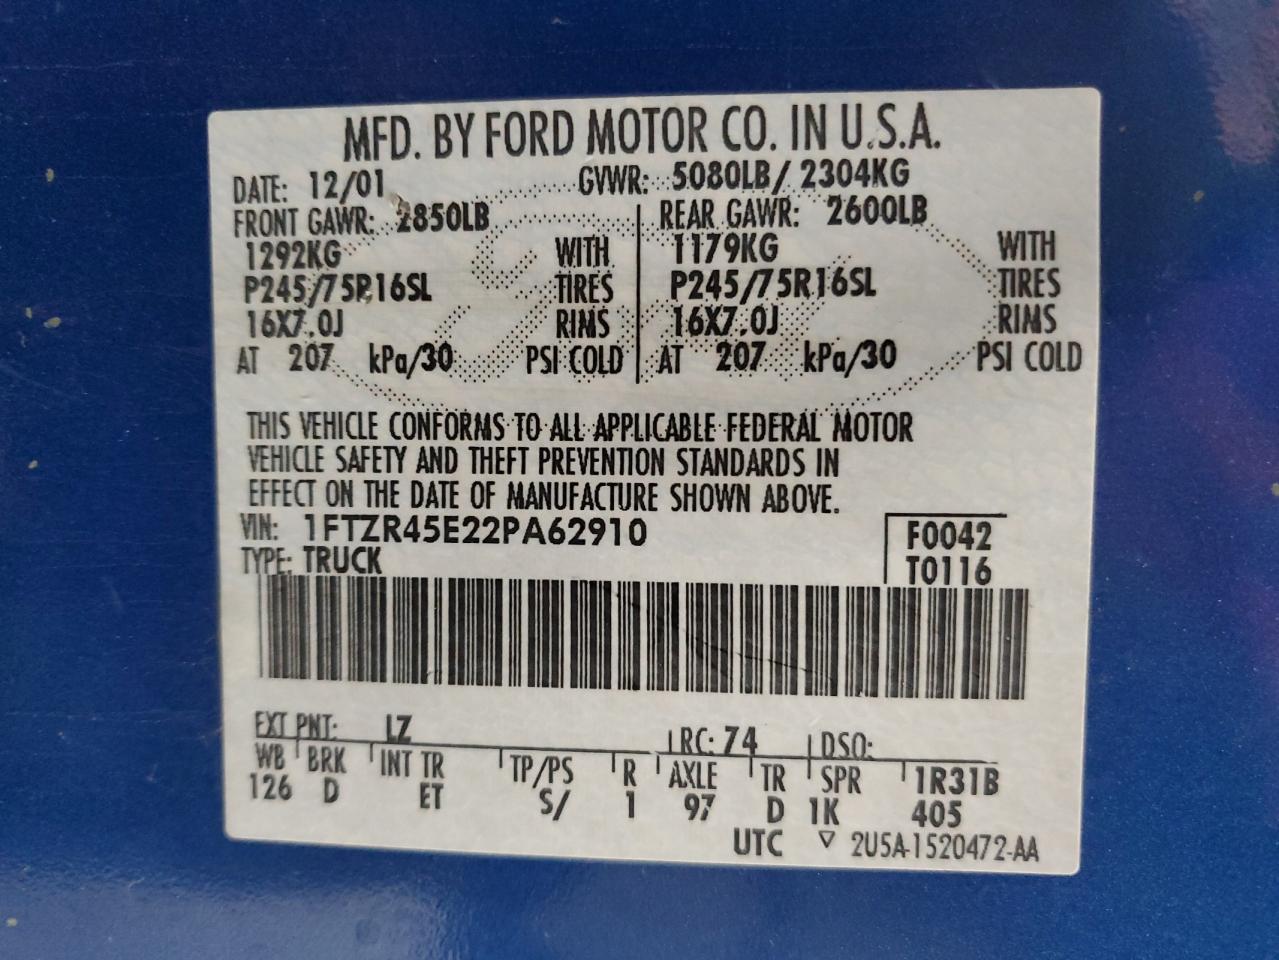 MFD. BY FORD MOTOR CO. IN U.S.A.
DATE: 12/01 GVWR: 5080LB/ 2304KG
FRONT GAWR: 2850LB REAR GAWR: 2600LB
1292KG WITH 1179KG WITH
P245/75R16SL TIRES P245/75R16SL TIRES
16X7.0J RIMS 16X7.0J RIMS
AT 207 kPa/30 PSI COLD AT 207 kPa/30 PSI COLD
THIS VEHICLE CONFORMS TO ALL APPLICABLE FEDERAL MOTOR
VEHICLE SAFETY AND THEFT PREVENTION STANDARDS IN
EFFECT ON THE DATE OF MANUFACTURE SHOWN ABOVE.
VIN: 1FTZR45E22PA62910 F0042
TYPE: TRUCK T0116
EXT PNT: LZ RC: 74 DSO:
WB BRK INT TR TP/PS R AXLE TR SPR 1R31B
126 D ET S/ 1 97 D 1K 405
UTC ▽ 2U5A-1520472-AA